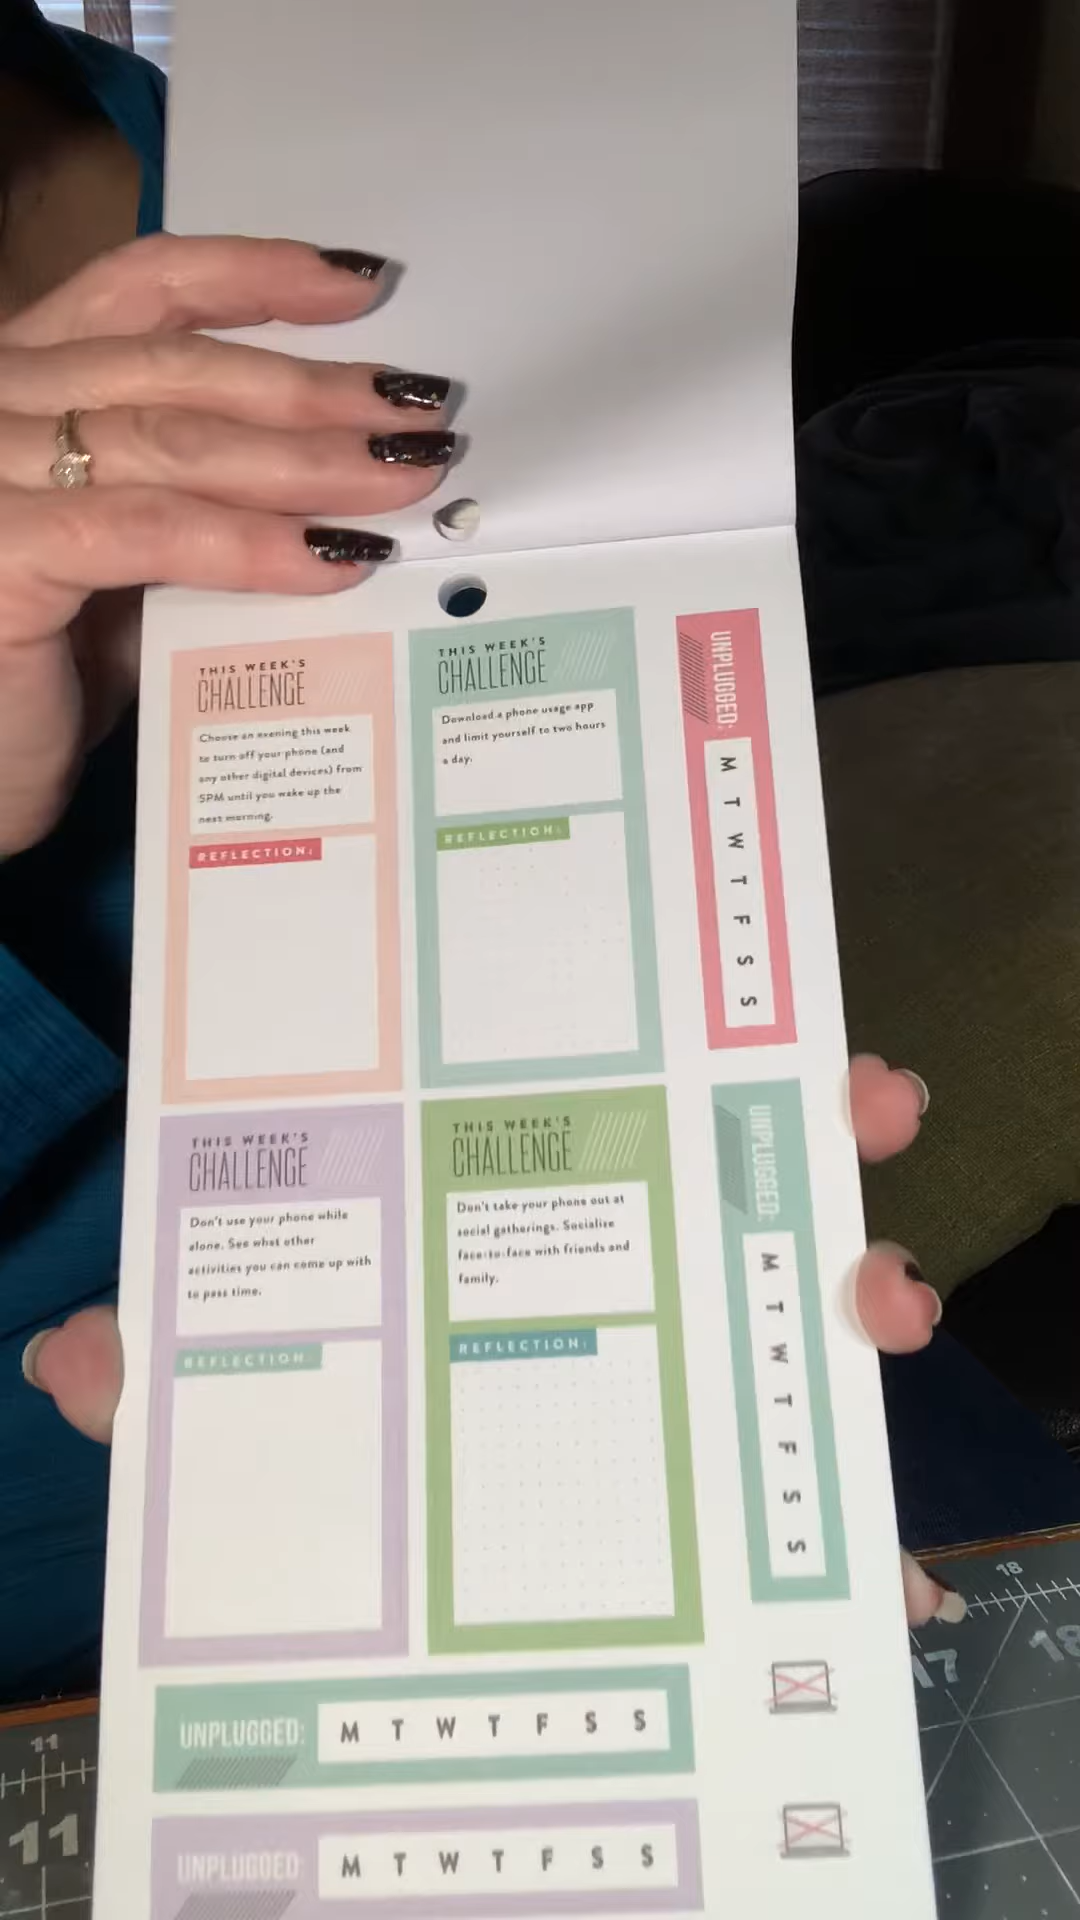 THIS WEEK'S
CHALLENGE
Choose an evening this week
to turn off your phone (and
any other digital devices) from
5PM until you wake up the
next morning.
REFLECTION:
THIS WEEK'S
CHALLENGE
Download a phone usage app
and limit yourself to two hours
a day.
REFLECTION:
UNPLUGGED:
M T W T F S S
THIS WEEK'S
CHALLENGE
Don't use your phone while
alone. See what other
activities you can come up with
to pass time.
REFLECTION:
THIS WEEK'S
CHALLENGE
Don't take your phone out at
social gatherings. Socialize
face-to-face with friends and
family.
REFLECTION:
UNPLUGGED:
M T W T F S S
UNPLUGGED: M T W T F S S
UNPLUGGED M T W T F S S
11
11
18
17
18